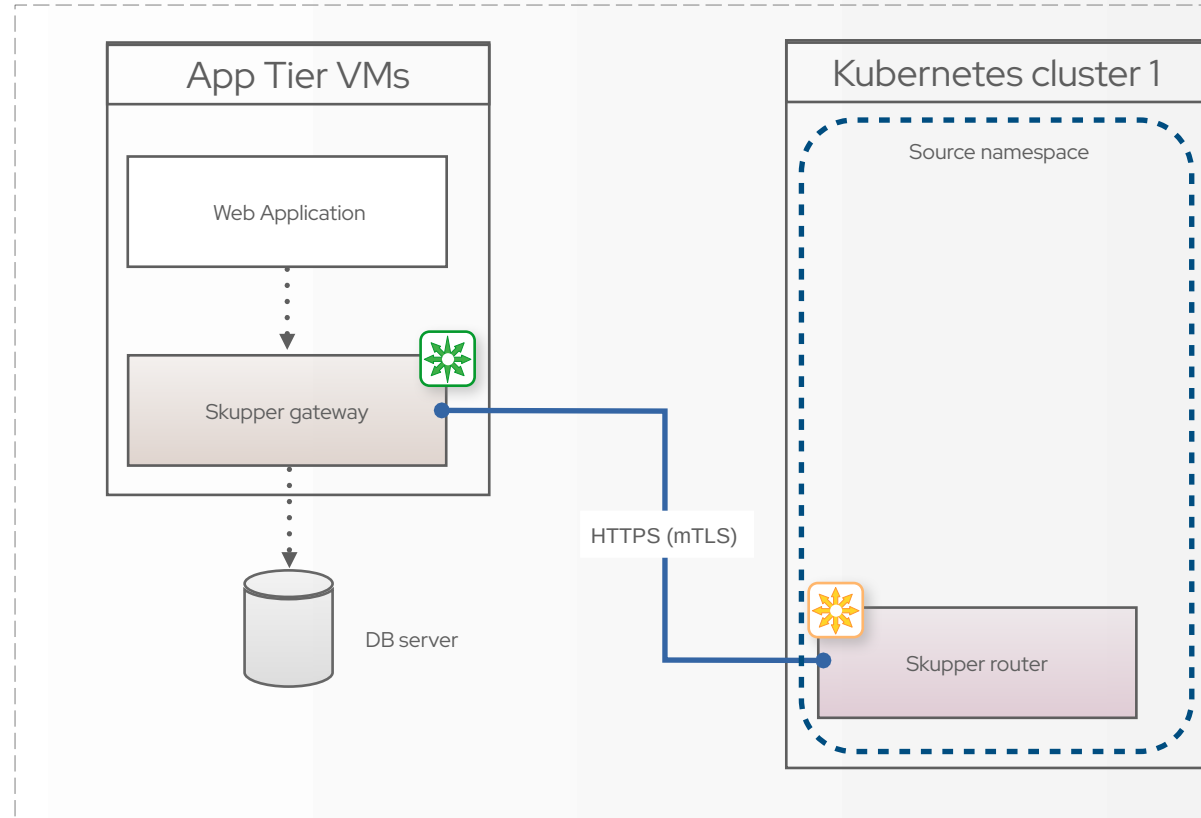 App Tier VMs
Kubernetes cluster 1
Source namespace
Web Application
Skupper gateway
HTTPS (mTLS)
DB server
Skupper router